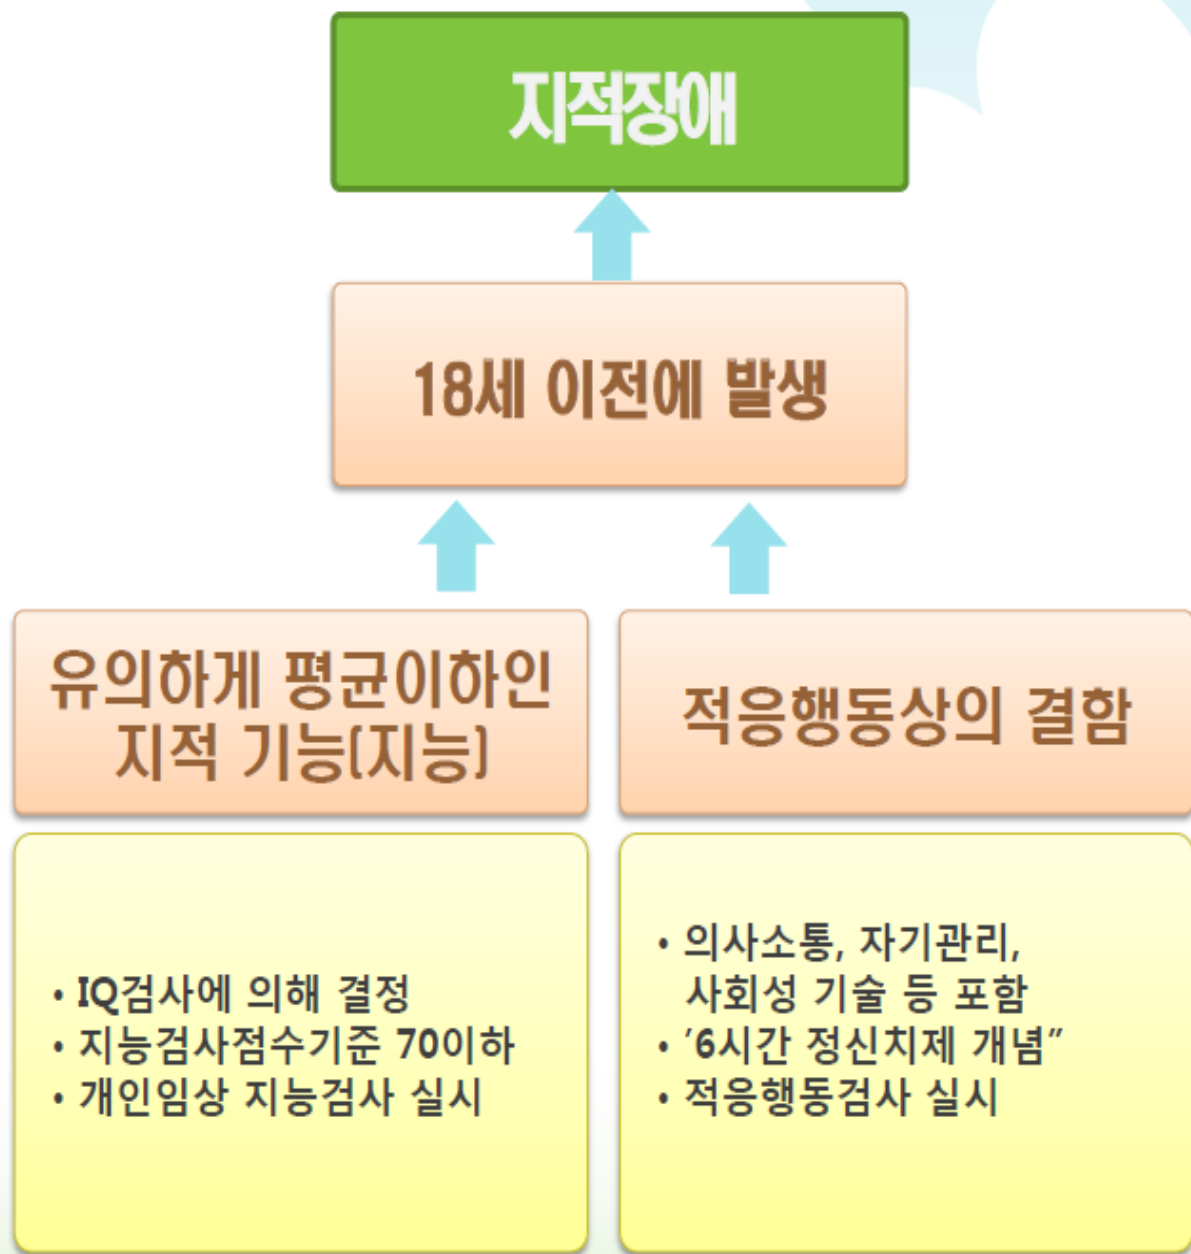 지적장애
18세 이전에 발생
유의하게 평균이하인
지적 기능(지능)
• IQ검사에 의해 결정
• 지능검사점수기준 70이하
• 개인임상 지능검사 실시
적응행동상의 결함
• 의사소통, 자기관리,
사회성 기술 등 포함
• ′6시간 정신치제 개념″
• 적응행동검사 실시